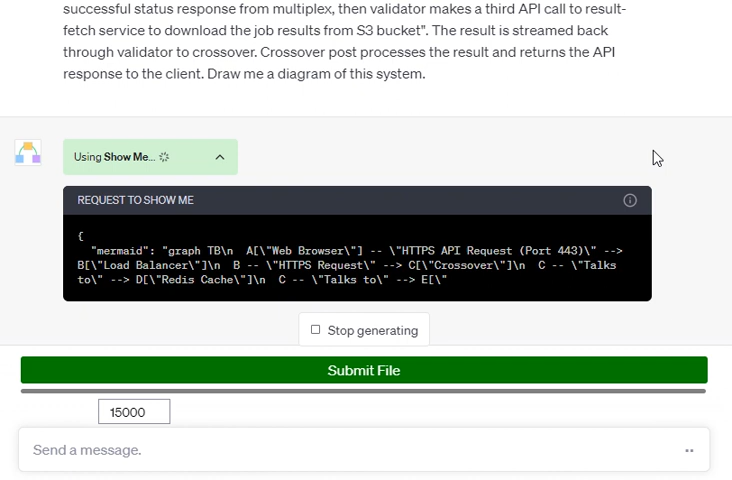 successful status response from multiplex, then validator makes a third API call to result-
fetch service to download the job results from S3 bucket". The result is streamed back
through validator to crossover. Crossover post processes the result and returns the API
response to the client. Draw me a diagram of this system.
Using Show Me...
REQUEST TO SHOW ME
{
"mermaid": "graph TB\n A[\"Web Browser\"] -- \"HTTPS API Request (Port 443)\" -->
B[\"Load Balancer\"]\n B -- \"HTTPS Request\" --> C[\"Crossover\"]\n C -- \"Talks
to\" --> D[\"Redis Cache\"]\n C -- \"Talks to\" --> E[\"
Stop generating
Submit File
15000
Send a message.